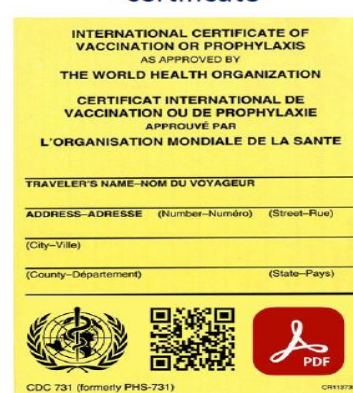 INTERNATIONAL CERTIFICATE OF
VACCINATION OR PROPHYLAXIS
AS APPROVED BY
THE WORLD HEALTH ORGANIZATION
CERTIFICAT INTERNATIONAL DE
VACCINATION OU DE PROPHYLAXIE
APPROUVÉ PAR
L'ORGANISATION MONDIALE DE LA SANTE
TRAVELER'S NAME–NOM DU VOYAGEUR
ADDRESS–ADRESSE (Number–Numéro) (Street–Rue)
(City–Ville)
(County–Département) (State–Pays)
PDF
CDC 731 (formerly PHS-731)